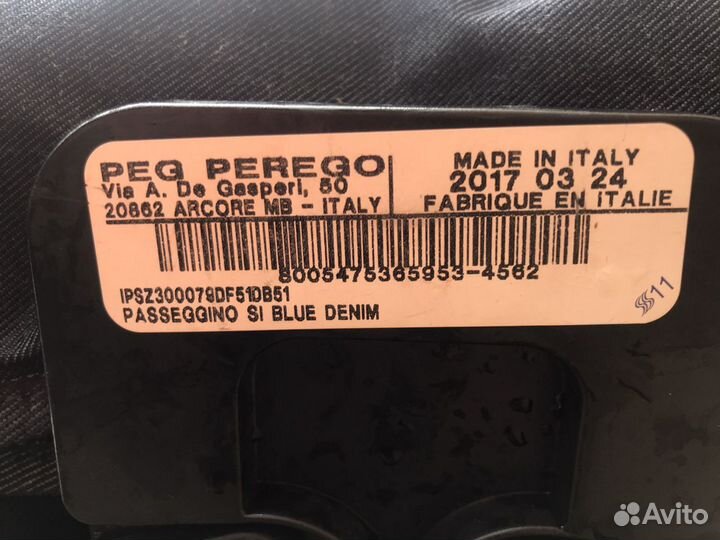 PEG PEREGO
Via A. De Gasperi, 50
20862 ARCORE MB - ITALY
MADE IN ITALY
2017 03 24
FABRIQUE EN ITALIE
8005475365953-4562
IPSZ300079DF51DB51
PASSEGGINO SI BLUE DENIM
11
Avito